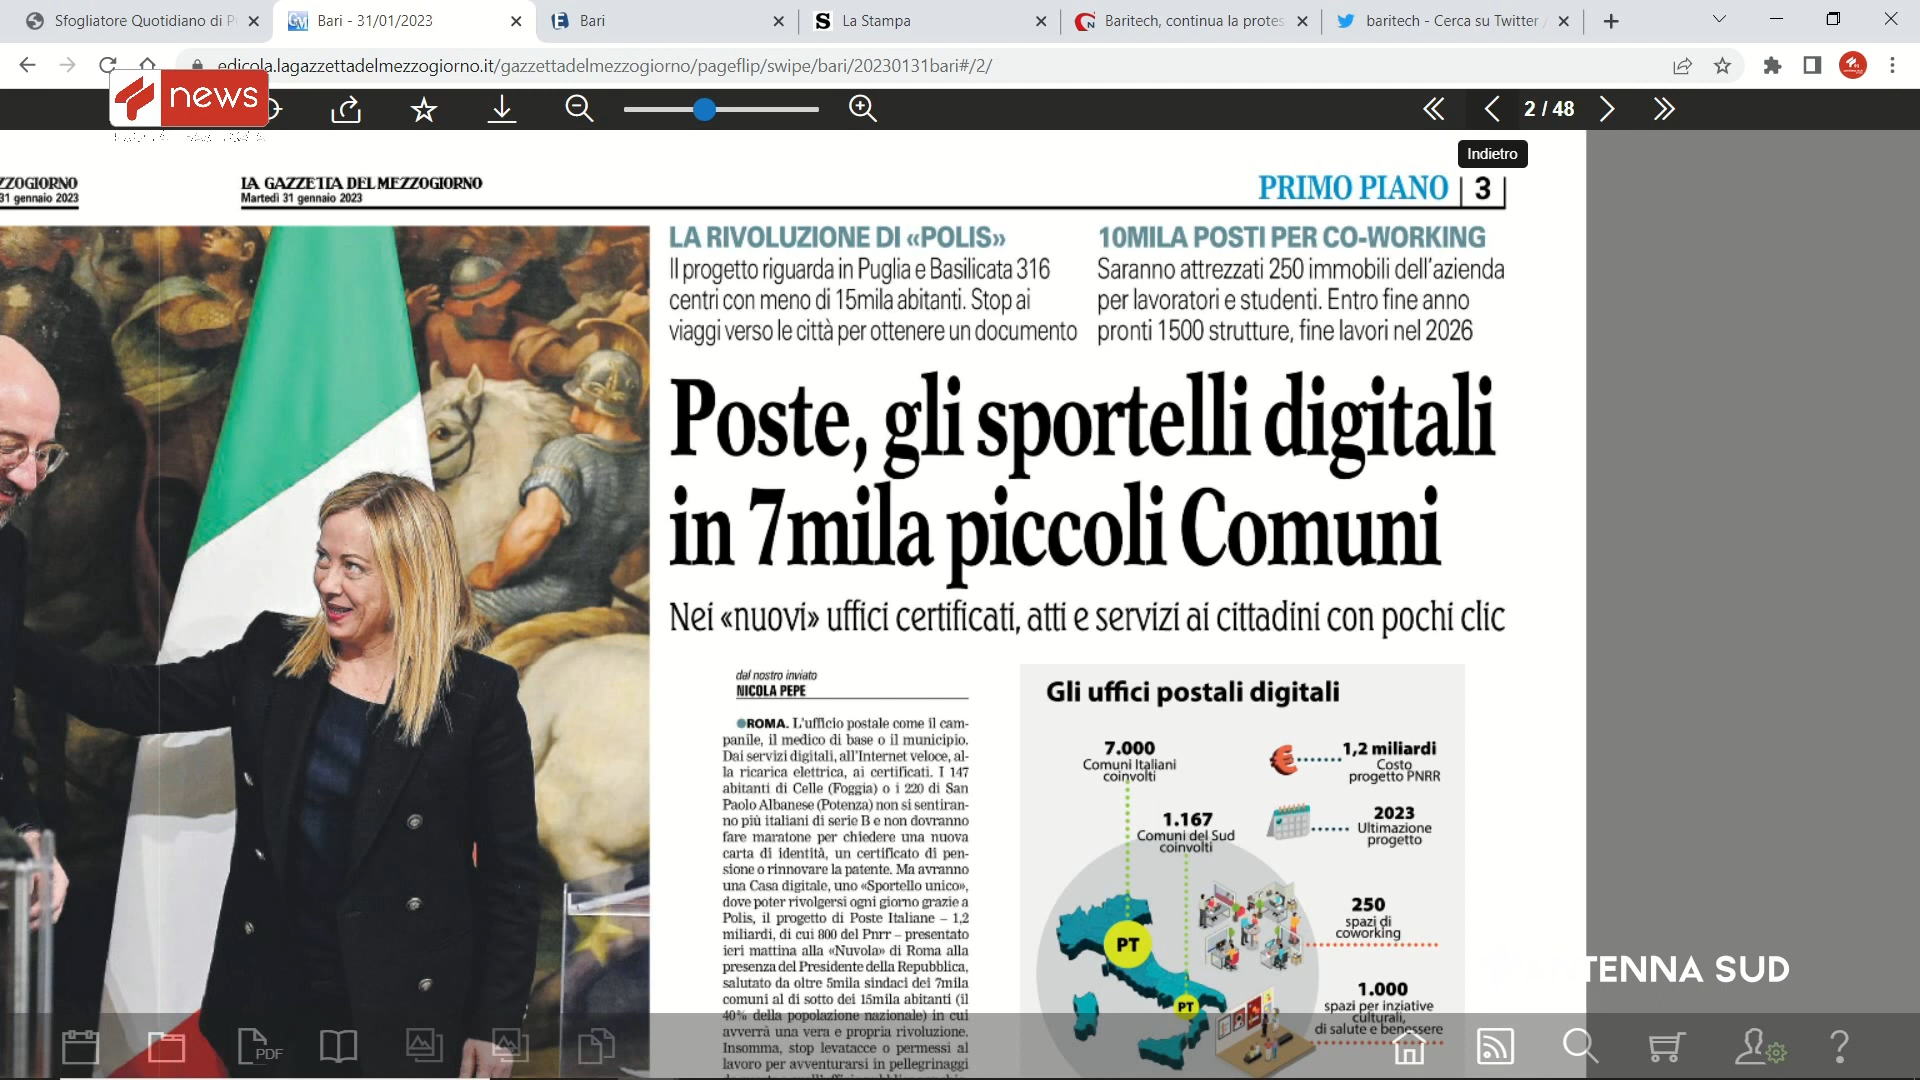 Sfogliatore Quotidiano di P
Bari - 31/01/2023
Bari
La Stampa
Baritech, continua la protes
baritech - Cerca su Twitter
edicola.lagazzettadelmezzogiorno.it/gazzettadelmezzogiorno/pageflip/swipe/bari/20230131bari#/2/
news
2 / 48
Indietro
ZZOGIORNO
31 gennaio 2023
LA GAZZETTA DEL MEZZOGIORNO
Martedì 31 gennaio 2023
PRIMO PIANO 3
LA RIVOLUZIONE DI «POLIS»
Il progetto riguarda in Puglia e Basilicata 316
centri con meno di 15mila abitanti. Stop ai
viaggi verso le città per ottenere un documento
10MILA POSTI PER CO-WORKING
Saranno attrezzati 250 immobili dell'azienda
per lavoratori e studenti. Entro fine anno
pronti 1500 strutture, fine lavori nel 2026
Poste, gli sportelli digitali
in 7mila piccoli Comuni
Nei «nuovi» uffici certificati, atti e servizi ai cittadini con pochi clic
dal nostro inviato
NICOLA PEPE
ROMA. L'ufficio postale come il cam-
panile, il medico di base o il municipio.
Dai servizi digitali, all'Internet veloce, al-
la ricarica elettrica, ai certificati. I 147
abitanti di Celle (Foggia) o i 220 di San
Paolo Albanese (Potenza) non si sentiran-
no più italiani di serie B e non dovranno
fare maratone per chiedere una nuova
carta di identità, un certificato di pen-
sione o rinnovare la patente. Ma avranno
una Casa digitale, uno «Sportello unico»,
dove poter rivolgersi ogni giorno grazie a
Polis, il progetto di Poste Italiane – 1,2
miliardi, di cui 800 del Pnrr – presentato
ieri mattina alla «Nuvola» di Roma alla
presenza del Presidente della Repubblica,
salutato da oltre 5mila sindaci dei 7mila
comuni al di sotto dei 15mila abitanti (il
40% della popolazione nazionale) in cui
avverrà una vera e propria rivoluzione.
Insomma, stop levatacce o permessi al
lavoro per avventurarsi in pellegrinaggi
Gli uffici postali digitali
7.000
Comuni Italiani
coinvolti
1,2 miliardi
Costo
progetto PNRR
1.167
Comuni del Sud
coinvolti
2023
Ultimazione
progetto
250
spazi di
coworking
PT
PT
1.000
spazi per inziative
culturali,
di salute e benessere
TENNA SUD
PDF